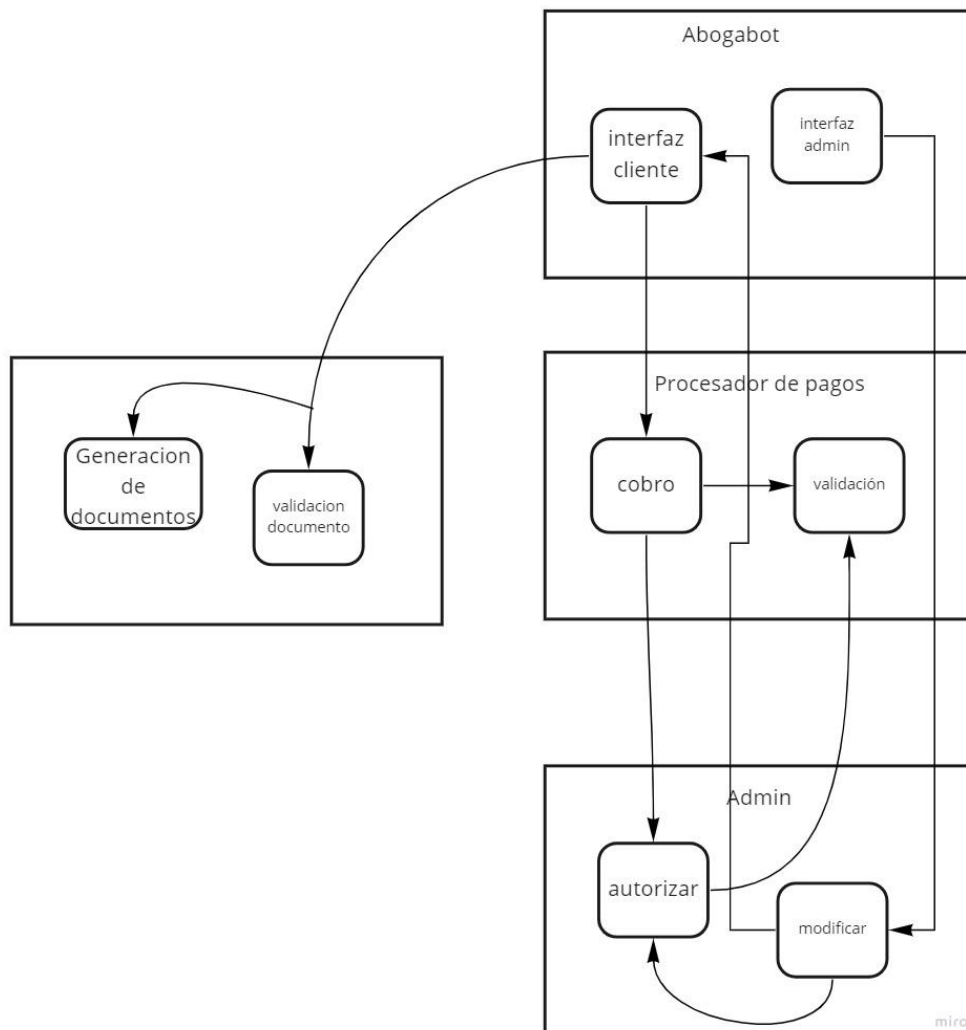 Abogabot
interfaz
cliente
interfaz
admin
Generacion
de
documentos
validacion
documento
Procesador de pagos
cobro
validación
Admin
autorizar
modificar
miro